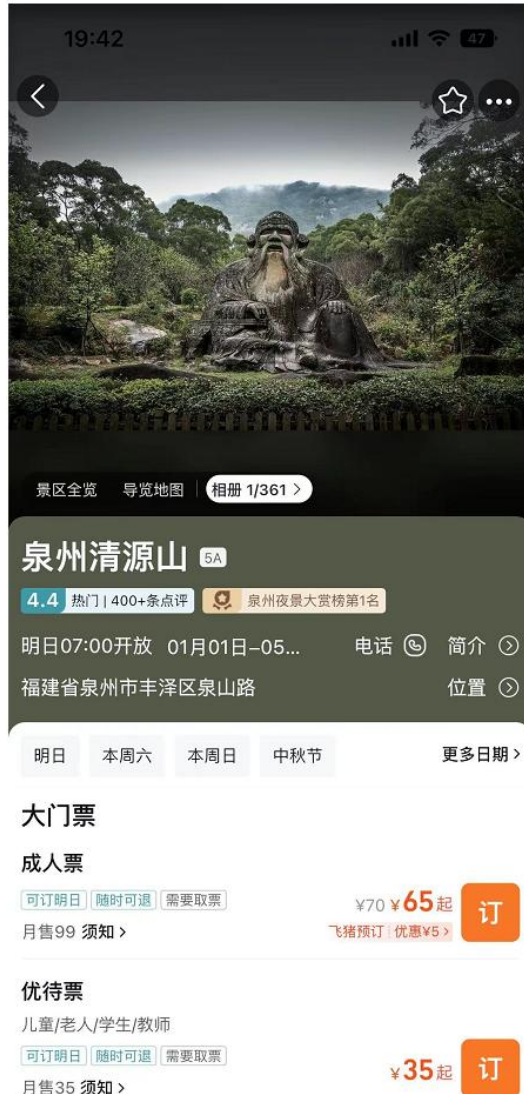 19:42
47
景区全览 导览地图 相册 1/361 >
泉州清源山 5A
4.4 热门 | 400+条点评 泉州夜景大赏榜第1名
明日07:00开放 01月01日-05... 电话 简介
福建省泉州市丰泽区泉山路 位置
明日 本周六 本周日 中秋节 更多日期 >
大门票
成人票
可订明日 随时可退 需要取票
¥70 ¥65起 订
月售99 须知 >
飞猪预订 优惠¥5 >
优待票
儿童/老人/学生/教师
可订明日 随时可退 需要取票
¥35起 订
月售35 须知 >